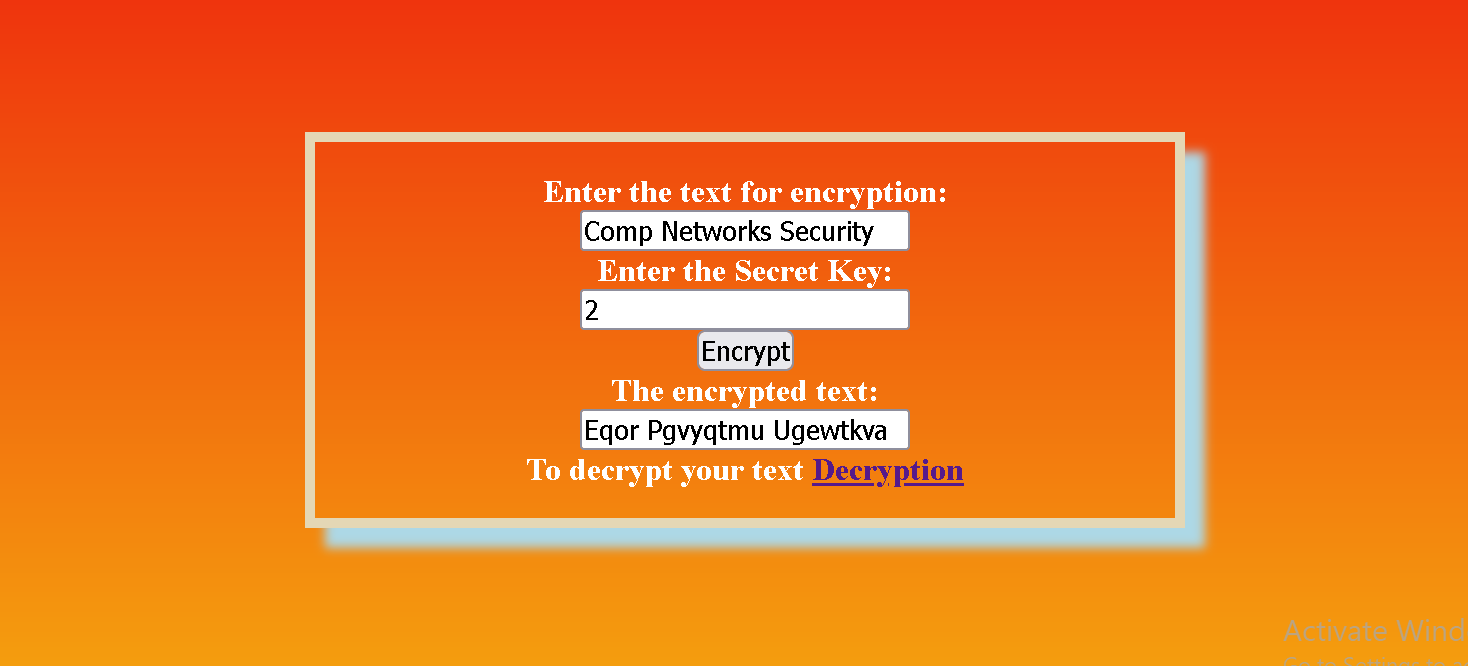 Enter the text for encryption:
Comp Networks Security
Enter the Secret Key:
2
Encrypt
The encrypted text:
Eqor Pgvyqtmu Ugewtkva
To decrypt your text Decryption
Activate Wind